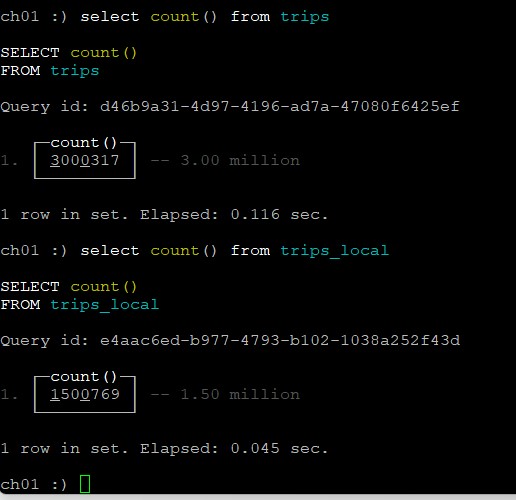 ch01 :) select count() from trips
SELECT count()
FROM trips
Query id: d46b9a31-4d97-4196-ad7a-47080f6425ef
count()
1. 3000317 -- 3.00 million
1 row in set. Elapsed: 0.116 sec.
ch01 :) select count() from trips_local
SELECT count()
FROM trips_local
Query id: e4aac6ed-b977-4793-b102-1038a252f43d
count()
1. 1500769 -- 1.50 million
1 row in set. Elapsed: 0.045 sec.
ch01 :)